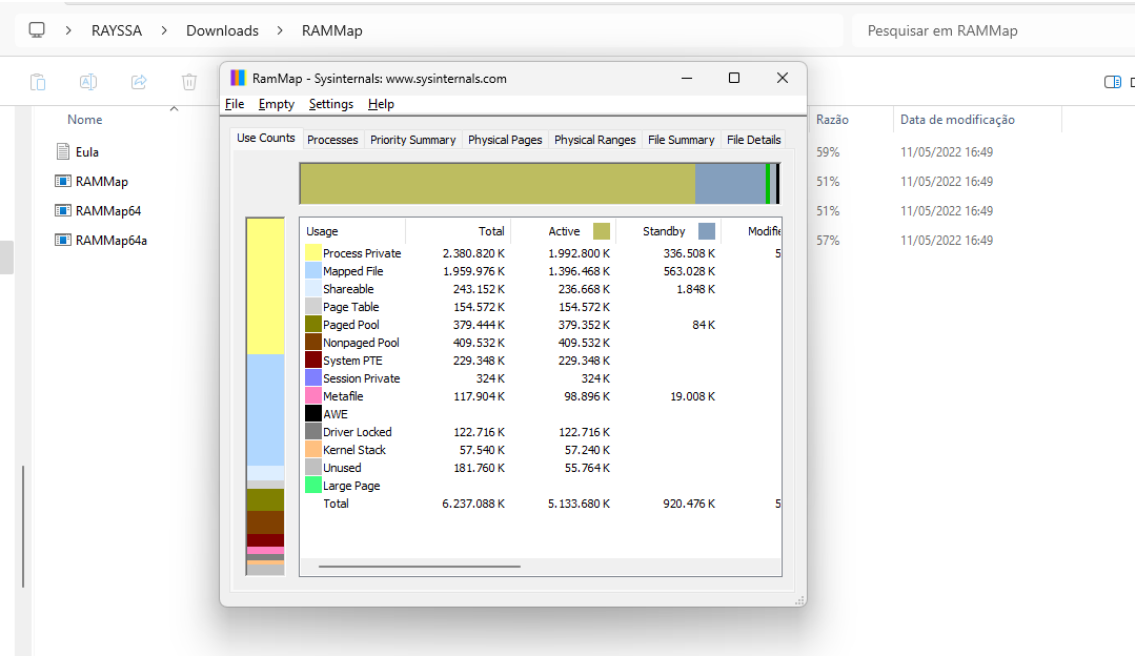 RAYSSA > Downloads > RAMMap
Pesquisar em RAMMap
RamMap - Sysinternals: www.sysinternals.com
File Empty Settings Help
Nome
Razão Data de modificação
Eula 59% 11/05/2022 16:49
RAMMap 51% 11/05/2022 16:49
RAMMap64 51% 11/05/2022 16:49
RAMMap64a 57% 11/05/2022 16:49
Use Counts Processes Priority Summary Physical Pages Physical Ranges File Summary File Details
Usage Total Active Standby Modifie
Process Private 2.380.820 K 1.992.800 K 336.508 K 5
Mapped File 1.959.976 K 1.396.468 K 563.028 K
Shareable 243.152 K 236.668 K 1.848 K
Page Table 154.572 K 154.572 K
Paged Pool 379.444 K 379.352 K 84 K
Nonpaged Pool 409.532 K 409.532 K
System PTE 229.348 K 229.348 K
Session Private 324 K 324 K
Metafile 117.904 K 98.896 K 19.008 K
AWE
Driver Locked 122.716 K 122.716 K
Kernel Stack 57.540 K 57.240 K
Unused 181.760 K 55.764 K
Large Page
Total 6.237.088 K 5.133.680 K 920.476 K 5